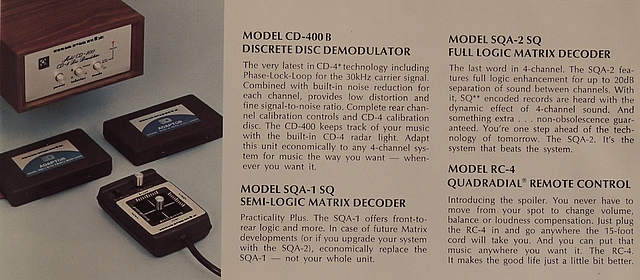 marantz
Model CD-400
CD-4 Disc Demodulator
ADAPTOR
ADAPTOR
MODEL CD-400 B
DISCRETE DISC DEMODULATOR
The very latest in CD-4* technology including
Phase-Lock-Loop for the 30kHz carrier signal.
Combined with built-in noise reduction for
each channel, provides low distortion and
fine signal-to-noise ratio. Complete rear chan-
nel calibration controls and CD-4 calibration
disc. The CD-400 keeps track of your music
with the built-in CD-4 radar light. Adapt
this unit economically to any 4-channel sys-
tem for music the way you want — when-
ever you want it.
MODEL SQA-1 SQ
SEMI-LOGIC MATRIX DECODER
Practicality Plus. The SQA-1 offers front-to-
rear logic and more. In case of future Matrix
developments (or if you upgrade your system
with the SQA-2), economically replace the
SQA-1 — not your whole unit.
MODEL SQA-2 SQ
FULL LOGIC MATRIX DECODER
The last word in 4-channel. The SQA-2 fea-
tures full logic enhancement for up to 20dB
separation of sound between channels. With
it, SQ** encoded records are heard with the
dynamic effect of 4-channel sound. And
something extra . . . non-obsolescence guar-
anteed. You're one step ahead of the tech-
nology of tomorrow. The SQA-2. It's the
system that beats the system.
MODEL RC-4
QUADRADIAL® REMOTE CONTROL
Introducing the spoiler. You never have to
move from your spot to change volume,
balance or loudness compensation. Just plug
the RC-4 in and go anywhere the 15-foot
cord will take you. And you can put that
music anywhere you want it. The RC-4.
It makes the good life just a little bit better.